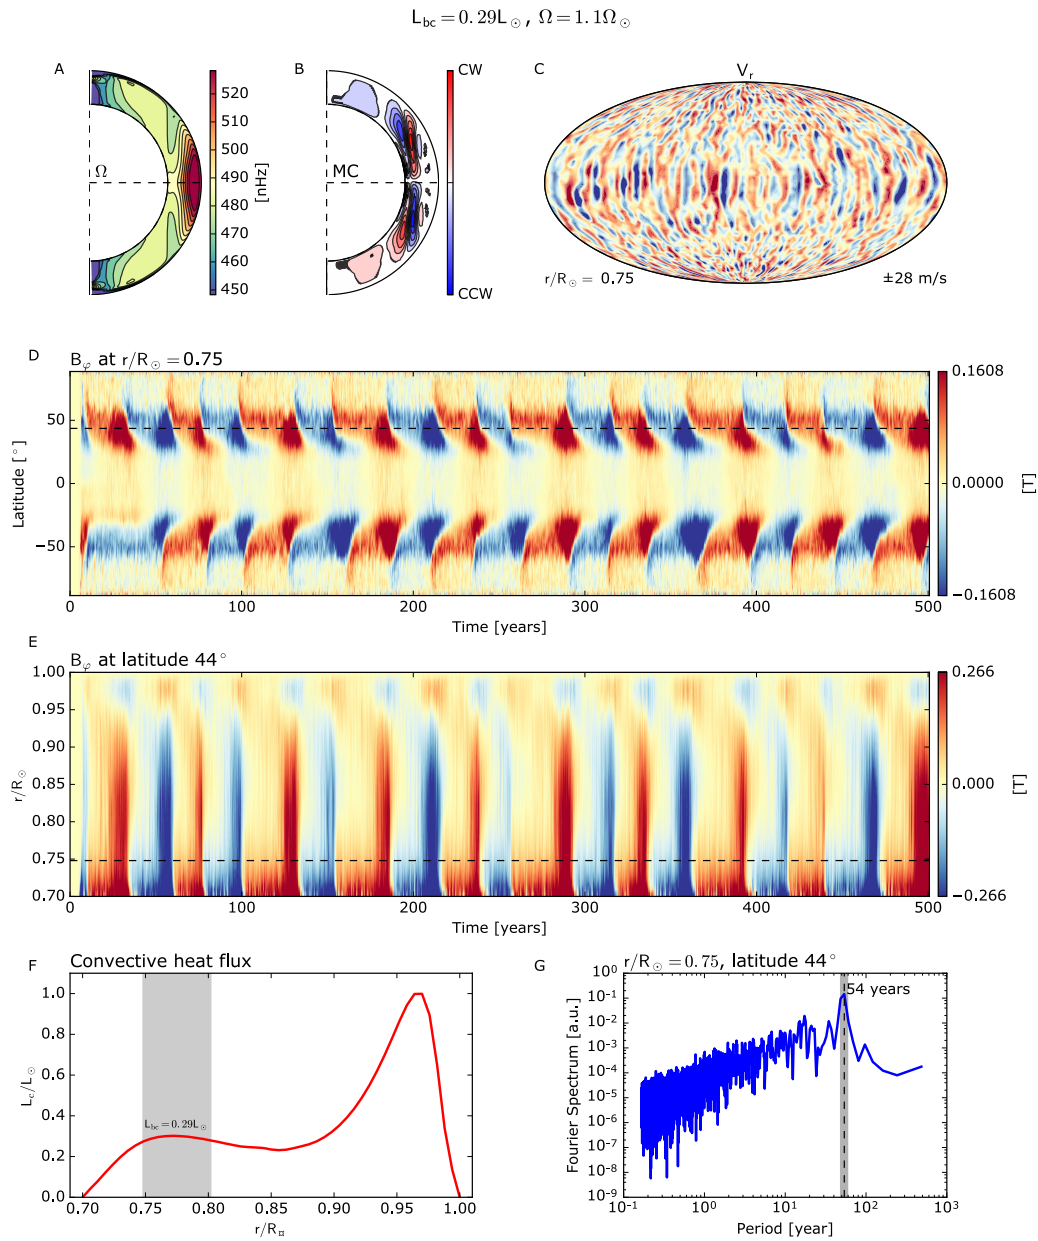 L_bc = 0.29L_⊙, Ω = 1.1Ω_⊙
A
Ω
520
510
500
490
480
470
460
450
[nHz]
B
MC
CW
CCW
C
V_r
r/R_⊙ = 0.75
±28 m/s
D
B_φ at r/R_⊙ = 0.75
Latitude [°]
50
0
−50
0
100
200
300
400
500
Time [years]
0.1608
0.0000
−0.1608
[T]
E
B_φ at latitude 44°
r/R_⊙
1.00
0.95
0.90
0.85
0.80
0.75
0.70
0
100
200
300
400
500
Time [years]
0.266
0.000
−0.266
[T]
F
Convective heat flux
L_c/L_⊙
1.0
0.8
0.6
0.4
0.2
0.0
L_bc = 0.29L_⊙
0.70
0.75
0.80
0.85
0.90
0.95
1.00
r/R_¤
G
r/R_⊙ = 0.75, latitude 44°
Fourier Spectrum [a.u.]
10^0
10^-1
10^-2
10^-3
10^-4
10^-5
10^-6
10^-7
10^-8
10^-9
54 years
10^-1
10^0
10^1
10^2
10^3
Period [year]